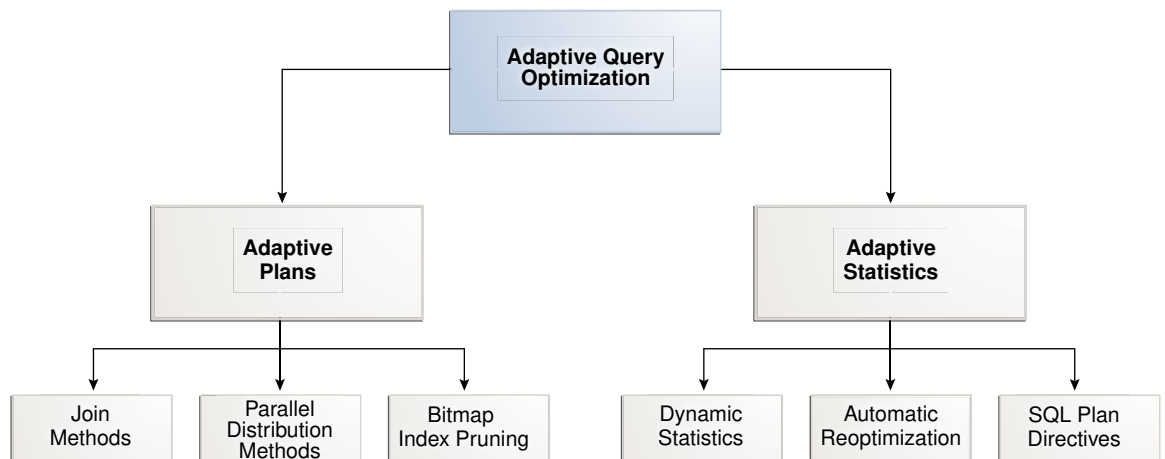 Adaptive Query
Optimization
Adaptive
Plans
Adaptive
Statistics
Join
Methods
Parallel
Distribution
Methods
Bitmap
Index Pruning
Dynamic
Statistics
Automatic
Reoptimization
SQL Plan
Directives